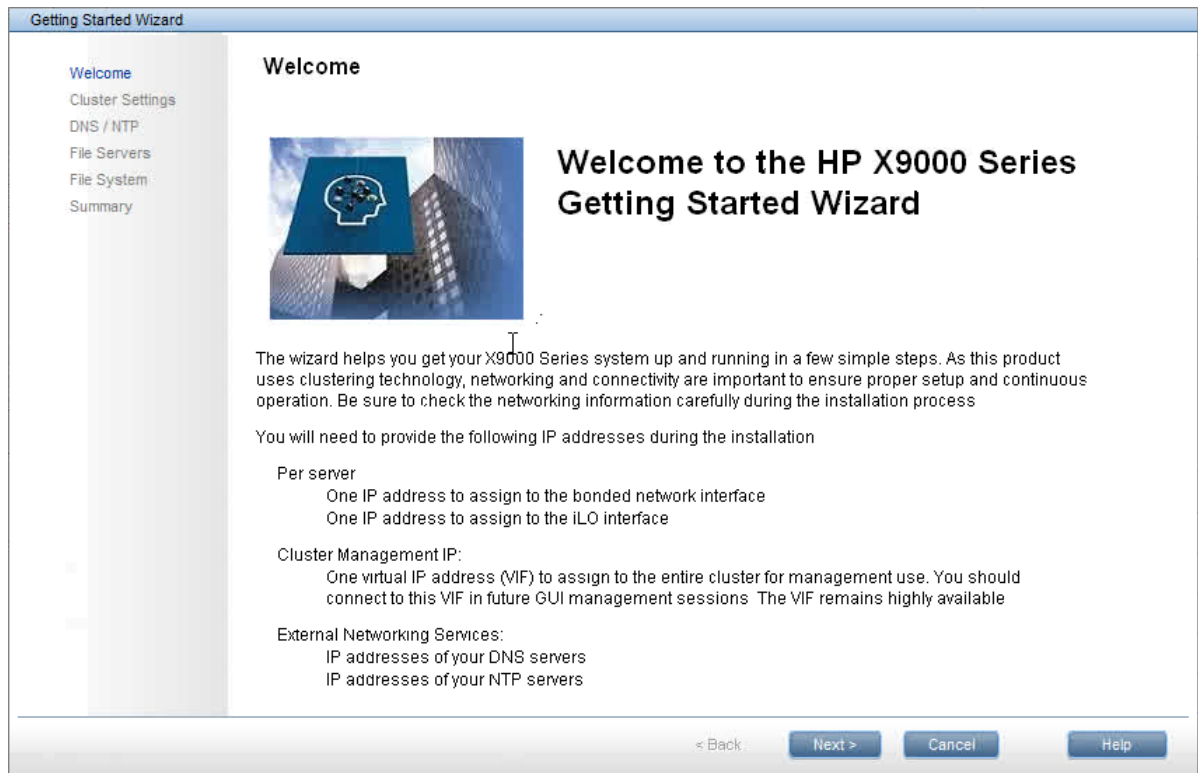 Getting Started Wizard
Welcome
Cluster Settings
DNS / NTP
File Servers
File System
Summary
Welcome
Welcome to the HP X9000 Series
Getting Started Wizard
The wizard helps you get your X9000 Series system up and running in a few simple steps. As this product
uses clustering technology, networking and connectivity are important to ensure proper setup and continuous
operation. Be sure to check the networking information carefully during the installation process
You will need to provide the following IP addresses during the installation
Per server
One IP address to assign to the bonded network interface
One IP address to assign to the iLO interface
Cluster Management IP:
One virtual IP address (VIF) to assign to the entire cluster for management use. You should
connect to this VIF in future GUI management sessions The VIF remains highly available
External Networking Services:
IP addresses of your DNS servers
IP addresses of your NTP servers
< Back
Next >
Cancel
Help